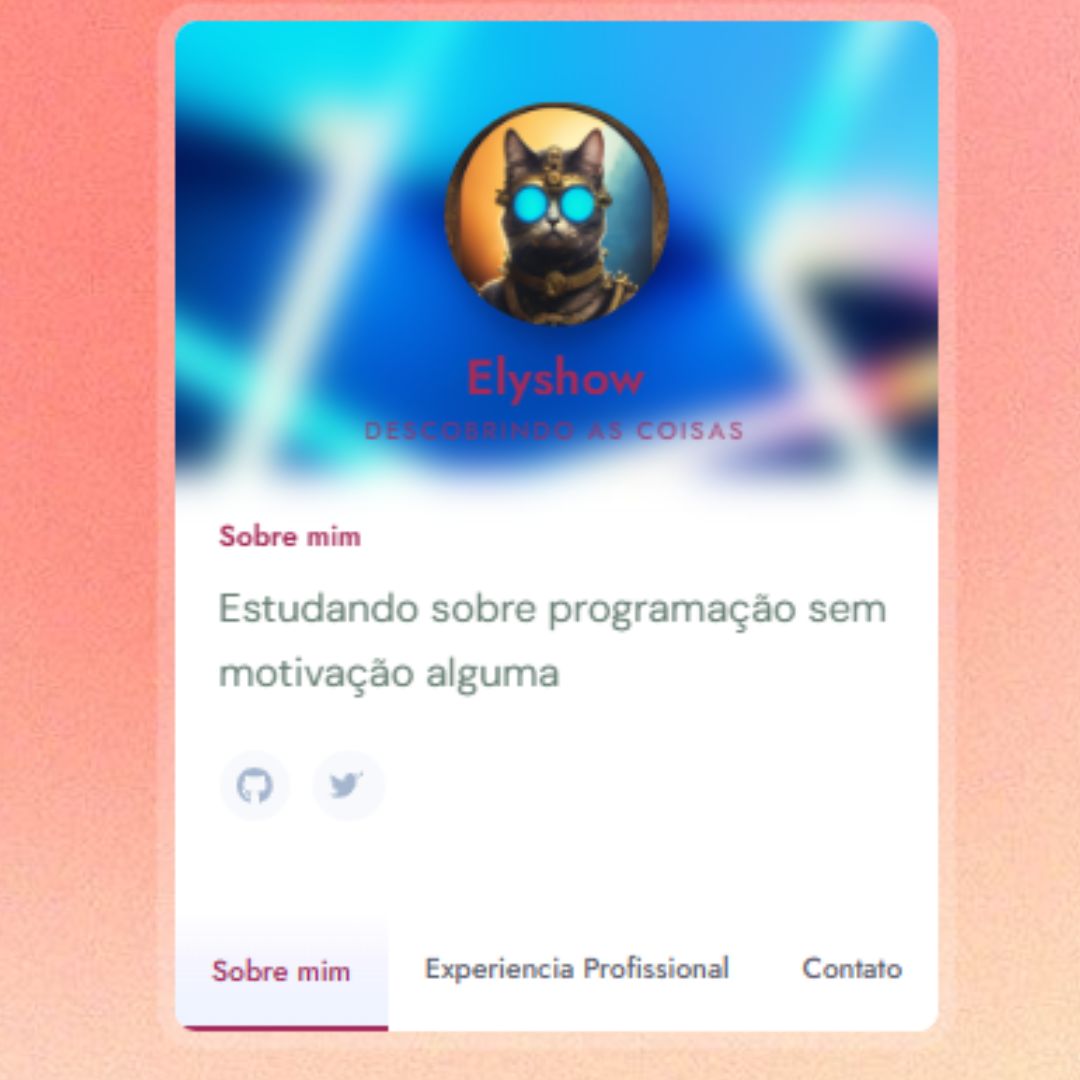 Elyshow
DESCOBRINDO AS COISAS
Sobre mim
Estudando sobre programação sem
motivação alguma
Sobre mim Experiencia Profissional Contato